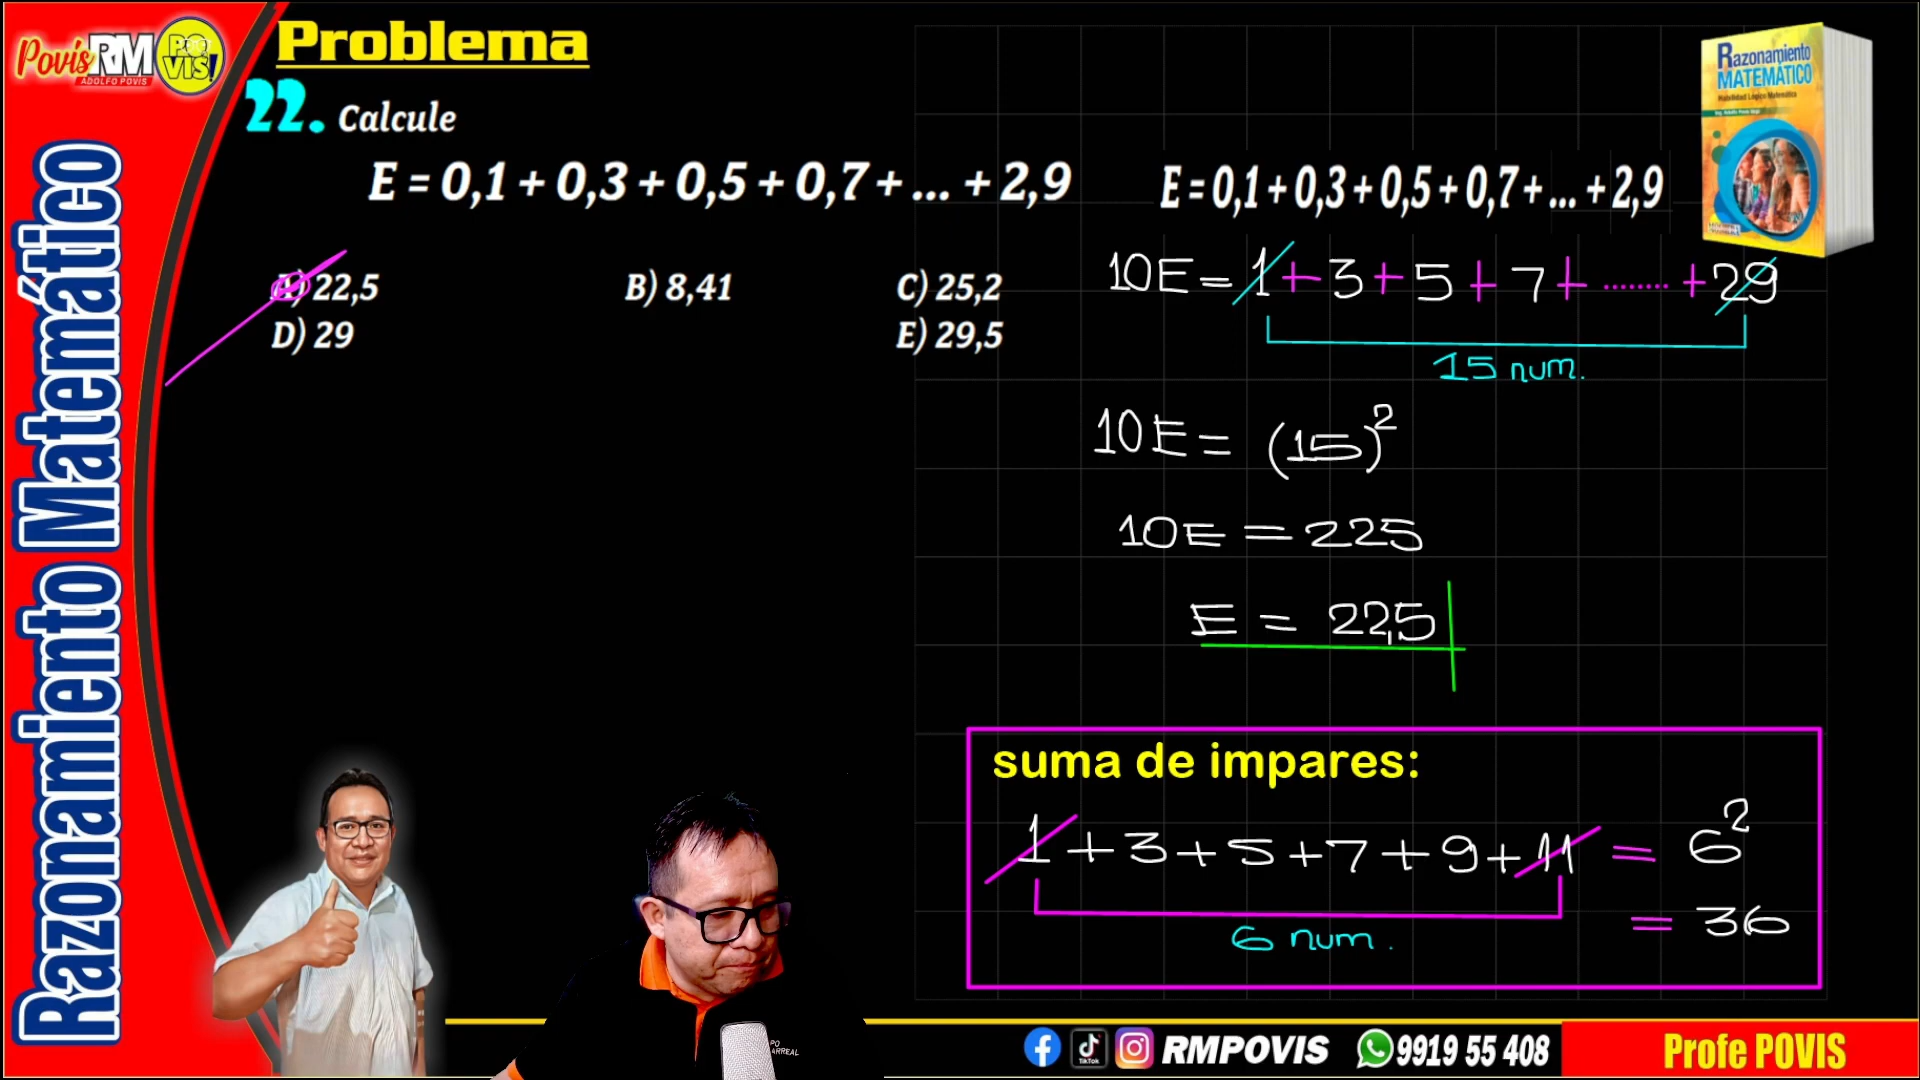 Povis RM
ADOLFO POVIS
PO
VIS!
Razonamiento Matemático
Problema
22. Calcule
E = 0,1 + 0,3 + 0,5 + 0,7 + ... + 2,9
A) 22,5 B) 8,41 C) 25,2
D) 29 E) 29,5
E = 0,1 + 0,3 + 0,5 + 0,7 + ... + 2,9
10E = 1 + 3 + 5 + 7 + ........ + 29
15 num.
10E = (15)²
10E = 225
E = 22,5
suma de impares:
1 + 3 + 5 + 7 + 9 + 11 = 6²
= 36
6 num.
Razonamiento
MATEMÁTICO
Habilidad Lógico Matemática
TikTok
RMPOVIS 9919 55 408
Profe POVIS